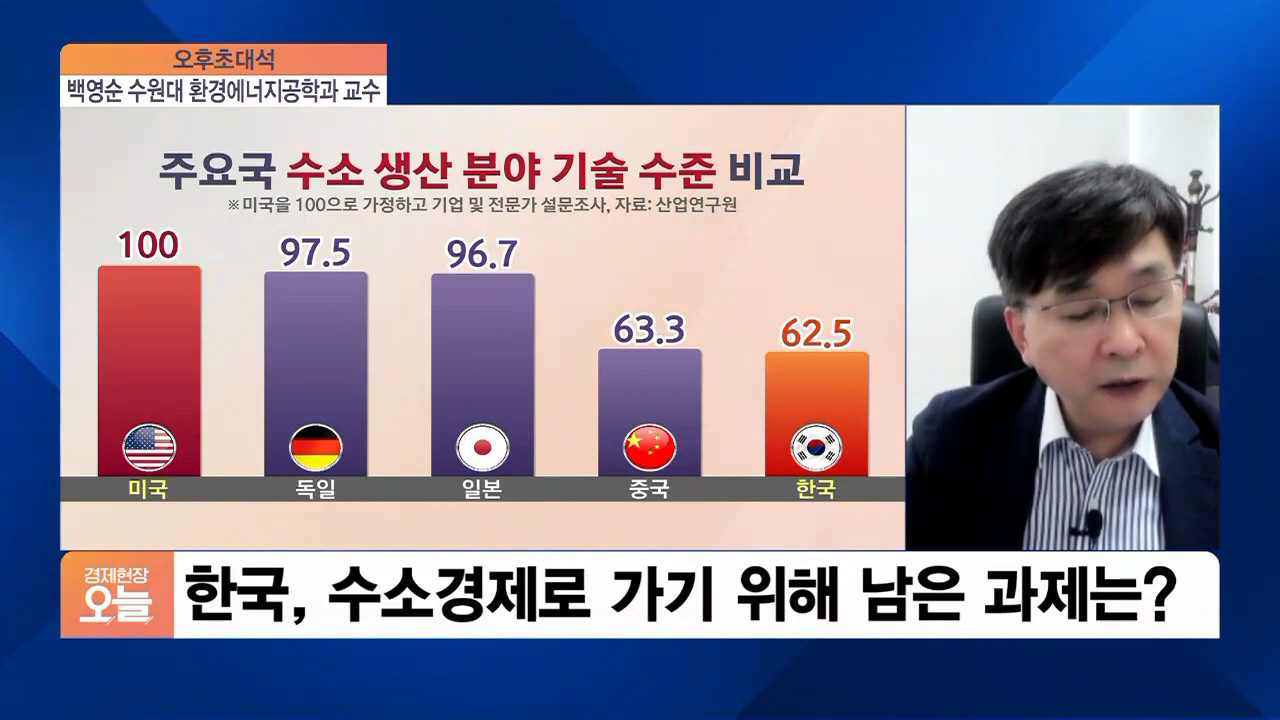 오후초대석
백영순 수원대 환경에너지공학과 교수
주요국 수소 생산 분야 기술 수준 비교
※미국을 100으로 가정하고 기업 및 전문가 설문조사, 자료: 산업연구원
100 97.5 96.7 63.3 62.5
미국 독일 일본 중국 한국
경제현장
오늘
한국, 수소경제로 가기 위해 남은 과제는?